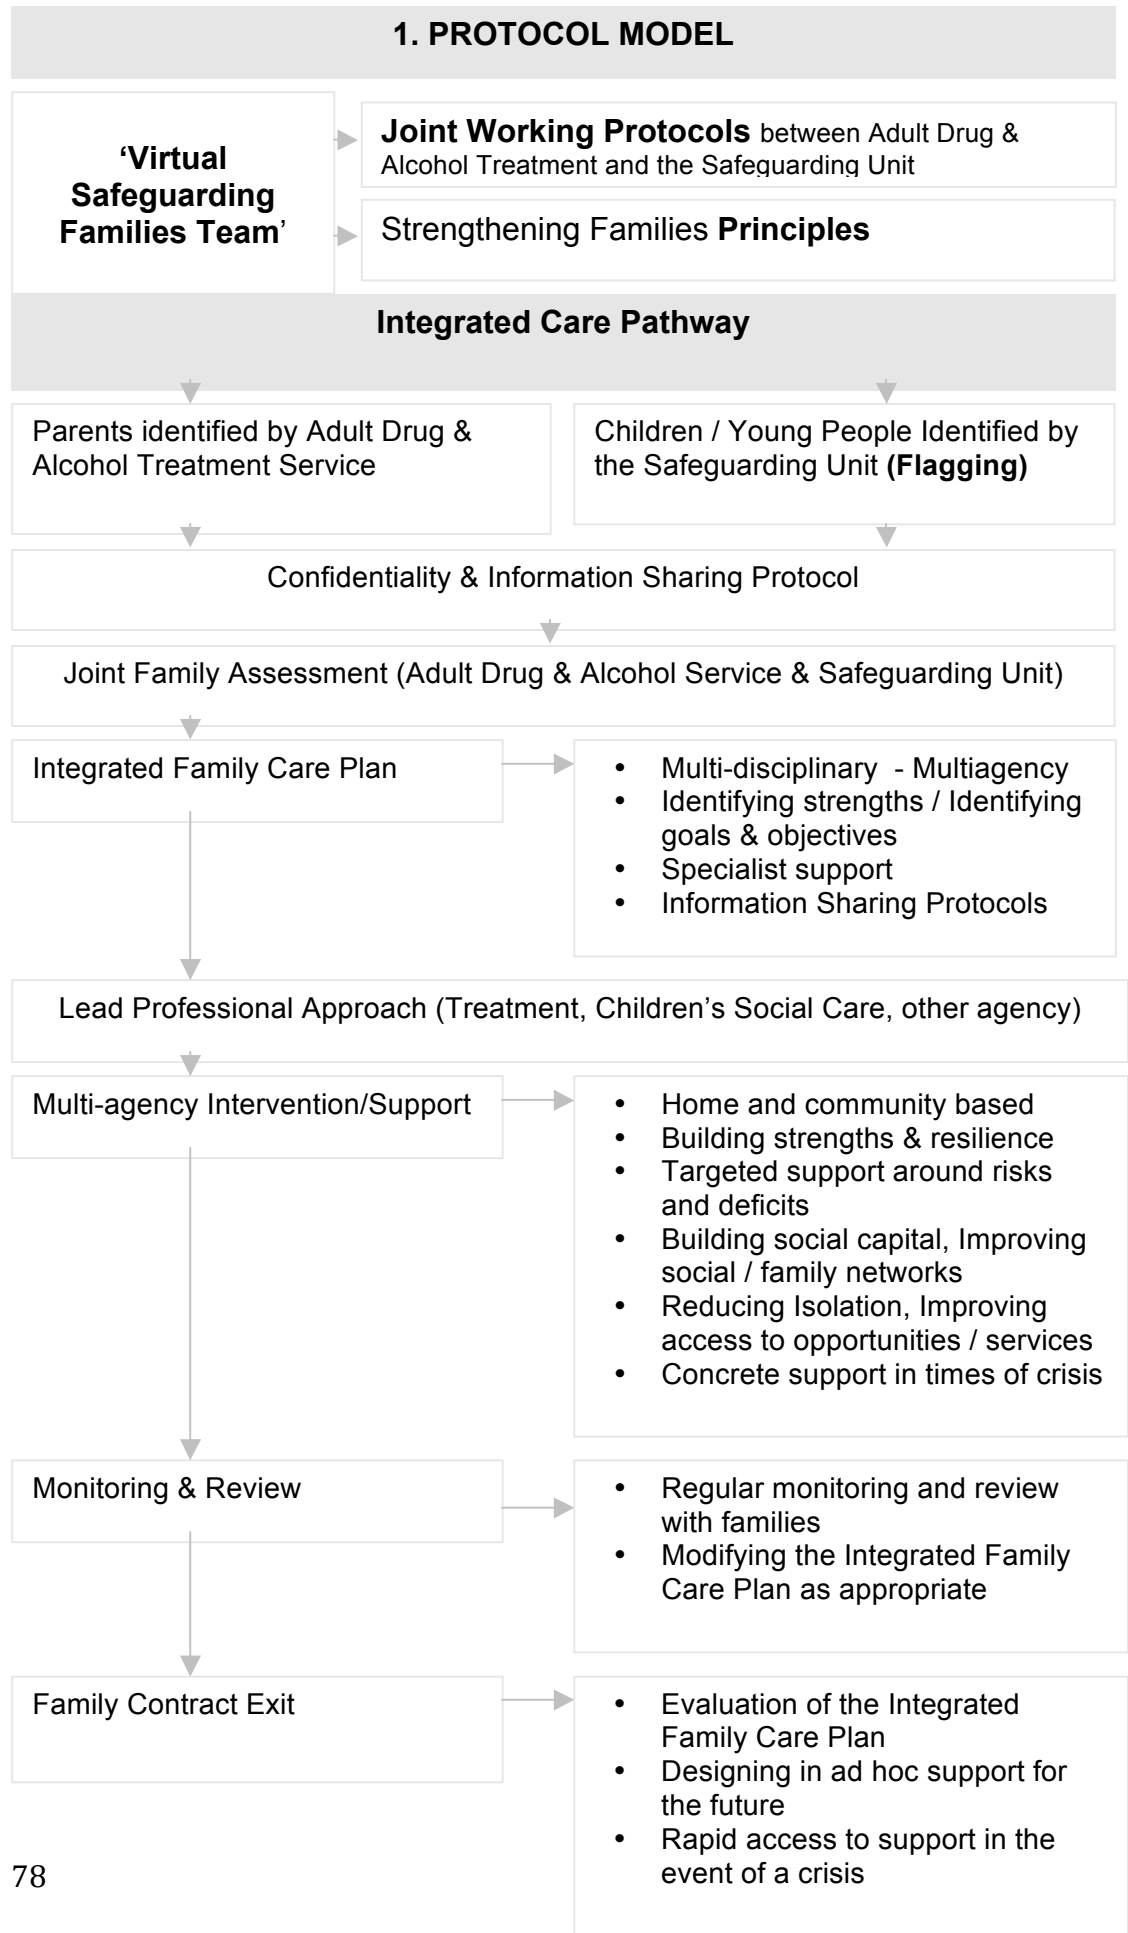 1. PROTOCOL MODEL
‘Virtual
Safeguarding
Families Team’
Joint Working Protocols between Adult Drug &
Alcohol Treatment and the Safeguarding Unit
Strengthening Families Principles
Integrated Care Pathway
Parents identified by Adult Drug &
Alcohol Treatment Service
Children / Young People Identified by
the Safeguarding Unit (Flagging)
Confidentiality & Information Sharing Protocol
Joint Family Assessment (Adult Drug & Alcohol Service & Safeguarding Unit)
Integrated Family Care Plan
• Multi-disciplinary - Multiagency
• Identifying strengths / Identifying
goals & objectives
• Specialist support
• Information Sharing Protocols
Lead Professional Approach (Treatment, Children’s Social Care, other agency)
Multi-agency Intervention/Support
• Home and community based
• Building strengths & resilience
• Targeted support around risks
and deficits
• Building social capital, Improving
social / family networks
• Reducing Isolation, Improving
access to opportunities / services
• Concrete support in times of crisis
Monitoring & Review
• Regular monitoring and review
with families
• Modifying the Integrated Family
Care Plan as appropriate
Family Contract Exit
• Evaluation of the Integrated
Family Care Plan
• Designing in ad hoc support for
the future
• Rapid access to support in the
event of a crisis
78